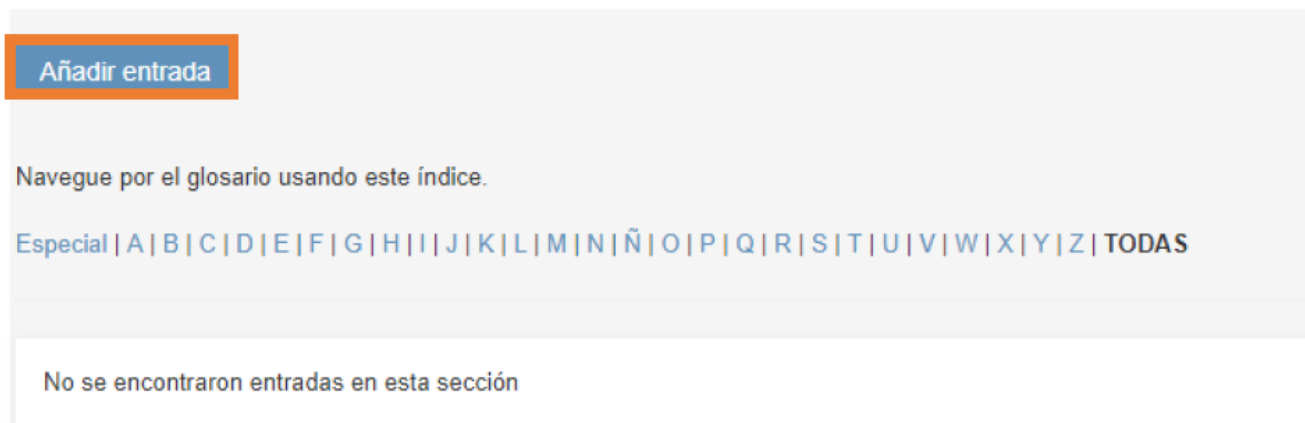 Añadir entrada
Navegue por el glosario usando este índice.
Especial | A | B | C | D | E | F | G | H | I | J | K | L | M | N | Ñ | O | P | Q | R | S | T | U | V | W | X | Y | Z | TODAS
No se encontraron entradas en esta sección